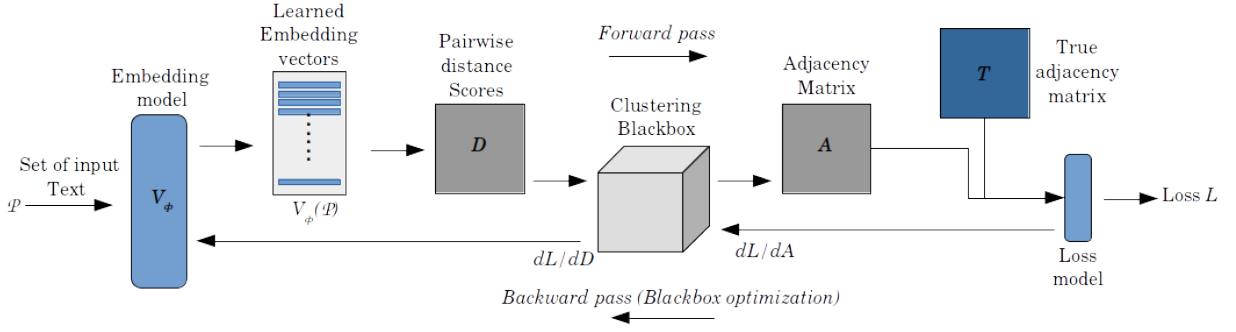 Set of input
Text
𝒫
Embedding
model
V_ϕ
Learned
Embedding
vectors
V_ϕ(𝒫)
Pairwise
distance
Scores
D
Forward pass
Clustering
Blackbox
Adjacency
Matrix
A
T
True
adjacency
matrix
Loss L
Loss
model
dL/dA
dL/dD
Backward pass (Blackbox optimization)